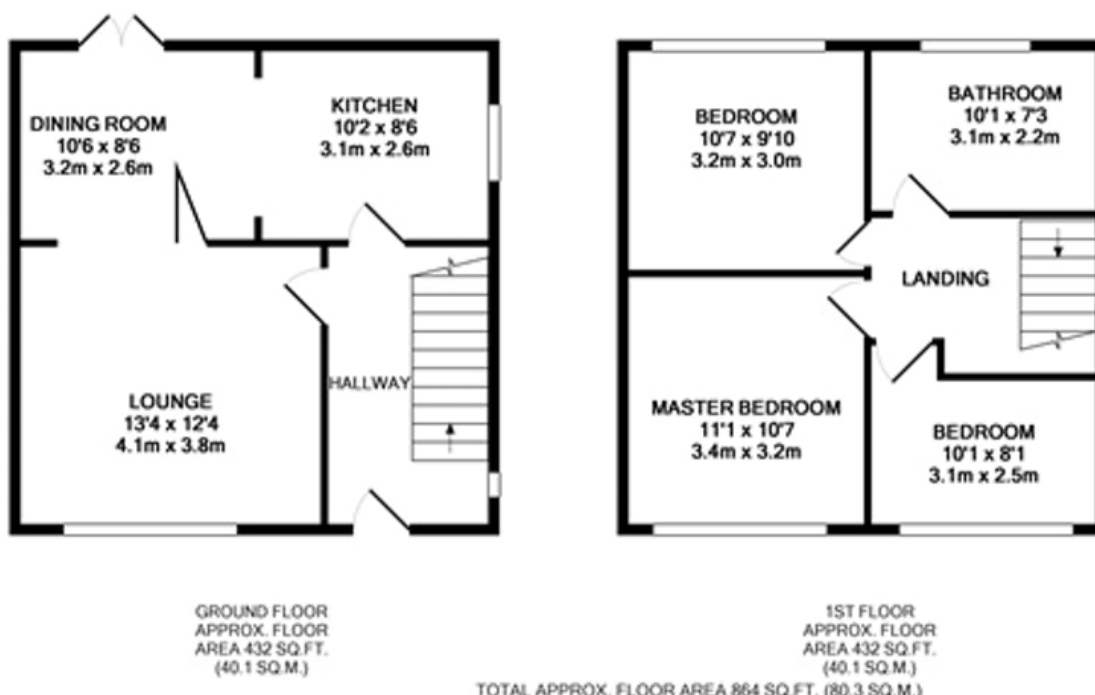 DINING ROOM
10'6 x 8'6
3.2m x 2.6m
KITCHEN
10'2 x 8'6
3.1m x 2.6m
LOUNGE
13'4 x 12'4
4.1m x 3.8m
HALLWAY
GROUND FLOOR
APPROX. FLOOR
AREA 432 SQ.FT.
(40.1 SQ.M.)
BEDROOM
10'7 x 9'10
3.2m x 3.0m
BATHROOM
10'1 x 7'3
3.1m x 2.2m
LANDING
MASTER BEDROOM
11'1 x 10'7
3.4m x 3.2m
BEDROOM
10'1 x 8'1
3.1m x 2.5m
1ST FLOOR
APPROX. FLOOR
AREA 432 SQ.FT.
(40.1 SQ.M.)
TOTAL APPROX. FLOOR AREA 864 SQ.FT. (80.3 SQ.M.)